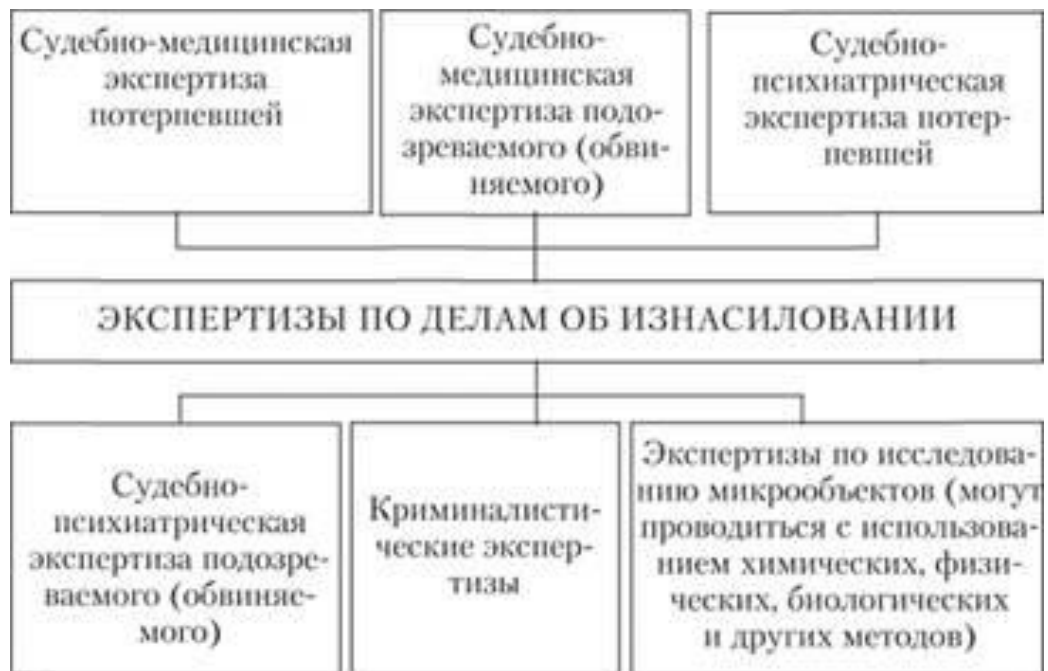 Судебно-медицинская
экспертиза
потерпевшей
Судебно-
медицинская
экспертиза подо-
зреваемого (обви-
няемого)
Судебно-
психиатрическая
экспертиза потер-
певшей
ЭКСПЕРТИЗЫ ПО ДЕЛАМ ОБ ИЗНАСИЛОВАНИИ
Судебно-
психиатрическая
экспертиза подозре-
ваемого (обвиняе-
мого)
Криминалисти-
ческие экспер-
тизы
Экспертизы по исследова-
нию микрообъектов (могут
проводиться с использова-
нием химических, физи-
ческих, биологических
и других методов)